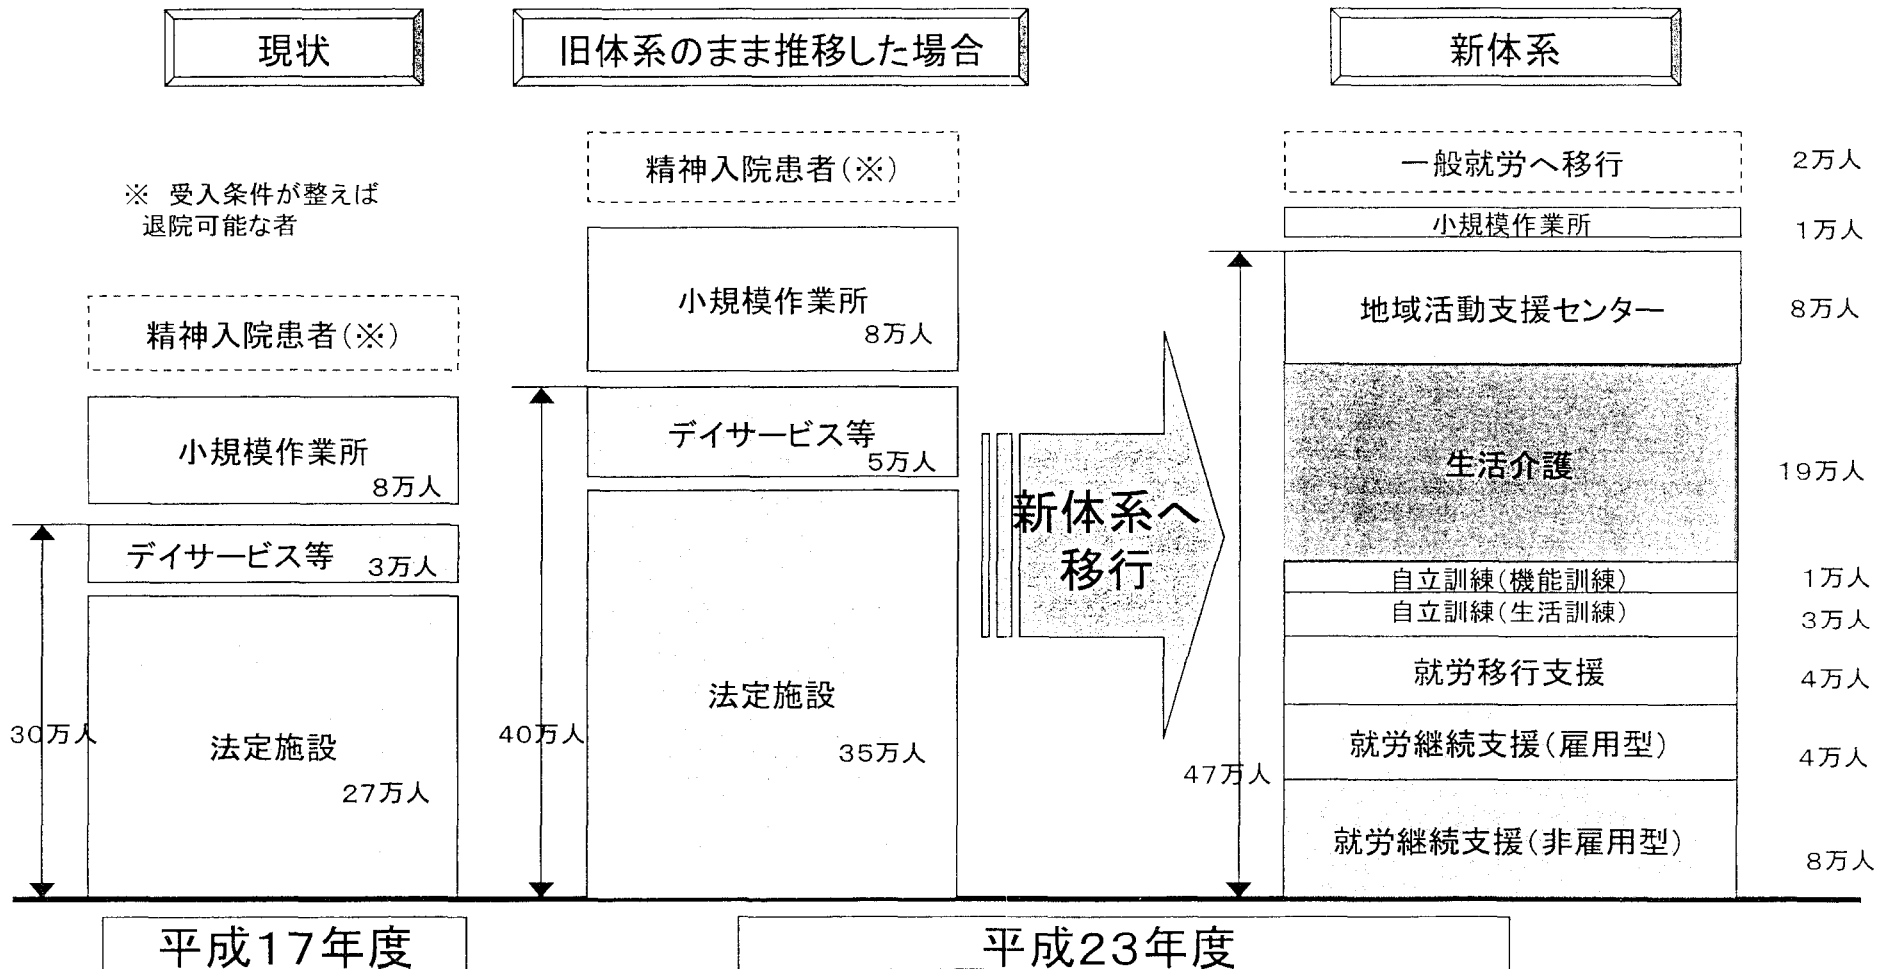 現状
旧体系のまま推移した場合
新体系
※ 受入条件が整えば
退院可能な者
精神入院患者(※)
小規模作業所
8万人
デイサービス等 3万人
30万人
法定施設
27万人
平成17年度
精神入院患者(※)
小規模作業所
8万人
デイサービス等
5万人
40万人
法定施設
35万人
新体系へ
移行
一般就労へ移行 2万人
小規模作業所 1万人
地域活動支援センター 8万人
生活介護 19万人
自立訓練(機能訓練) 1万人
自立訓練(生活訓練) 3万人
就労移行支援 4万人
47万人
就労継続支援(雇用型) 4万人
就労継続支援(非雇用型) 8万人
平成23年度